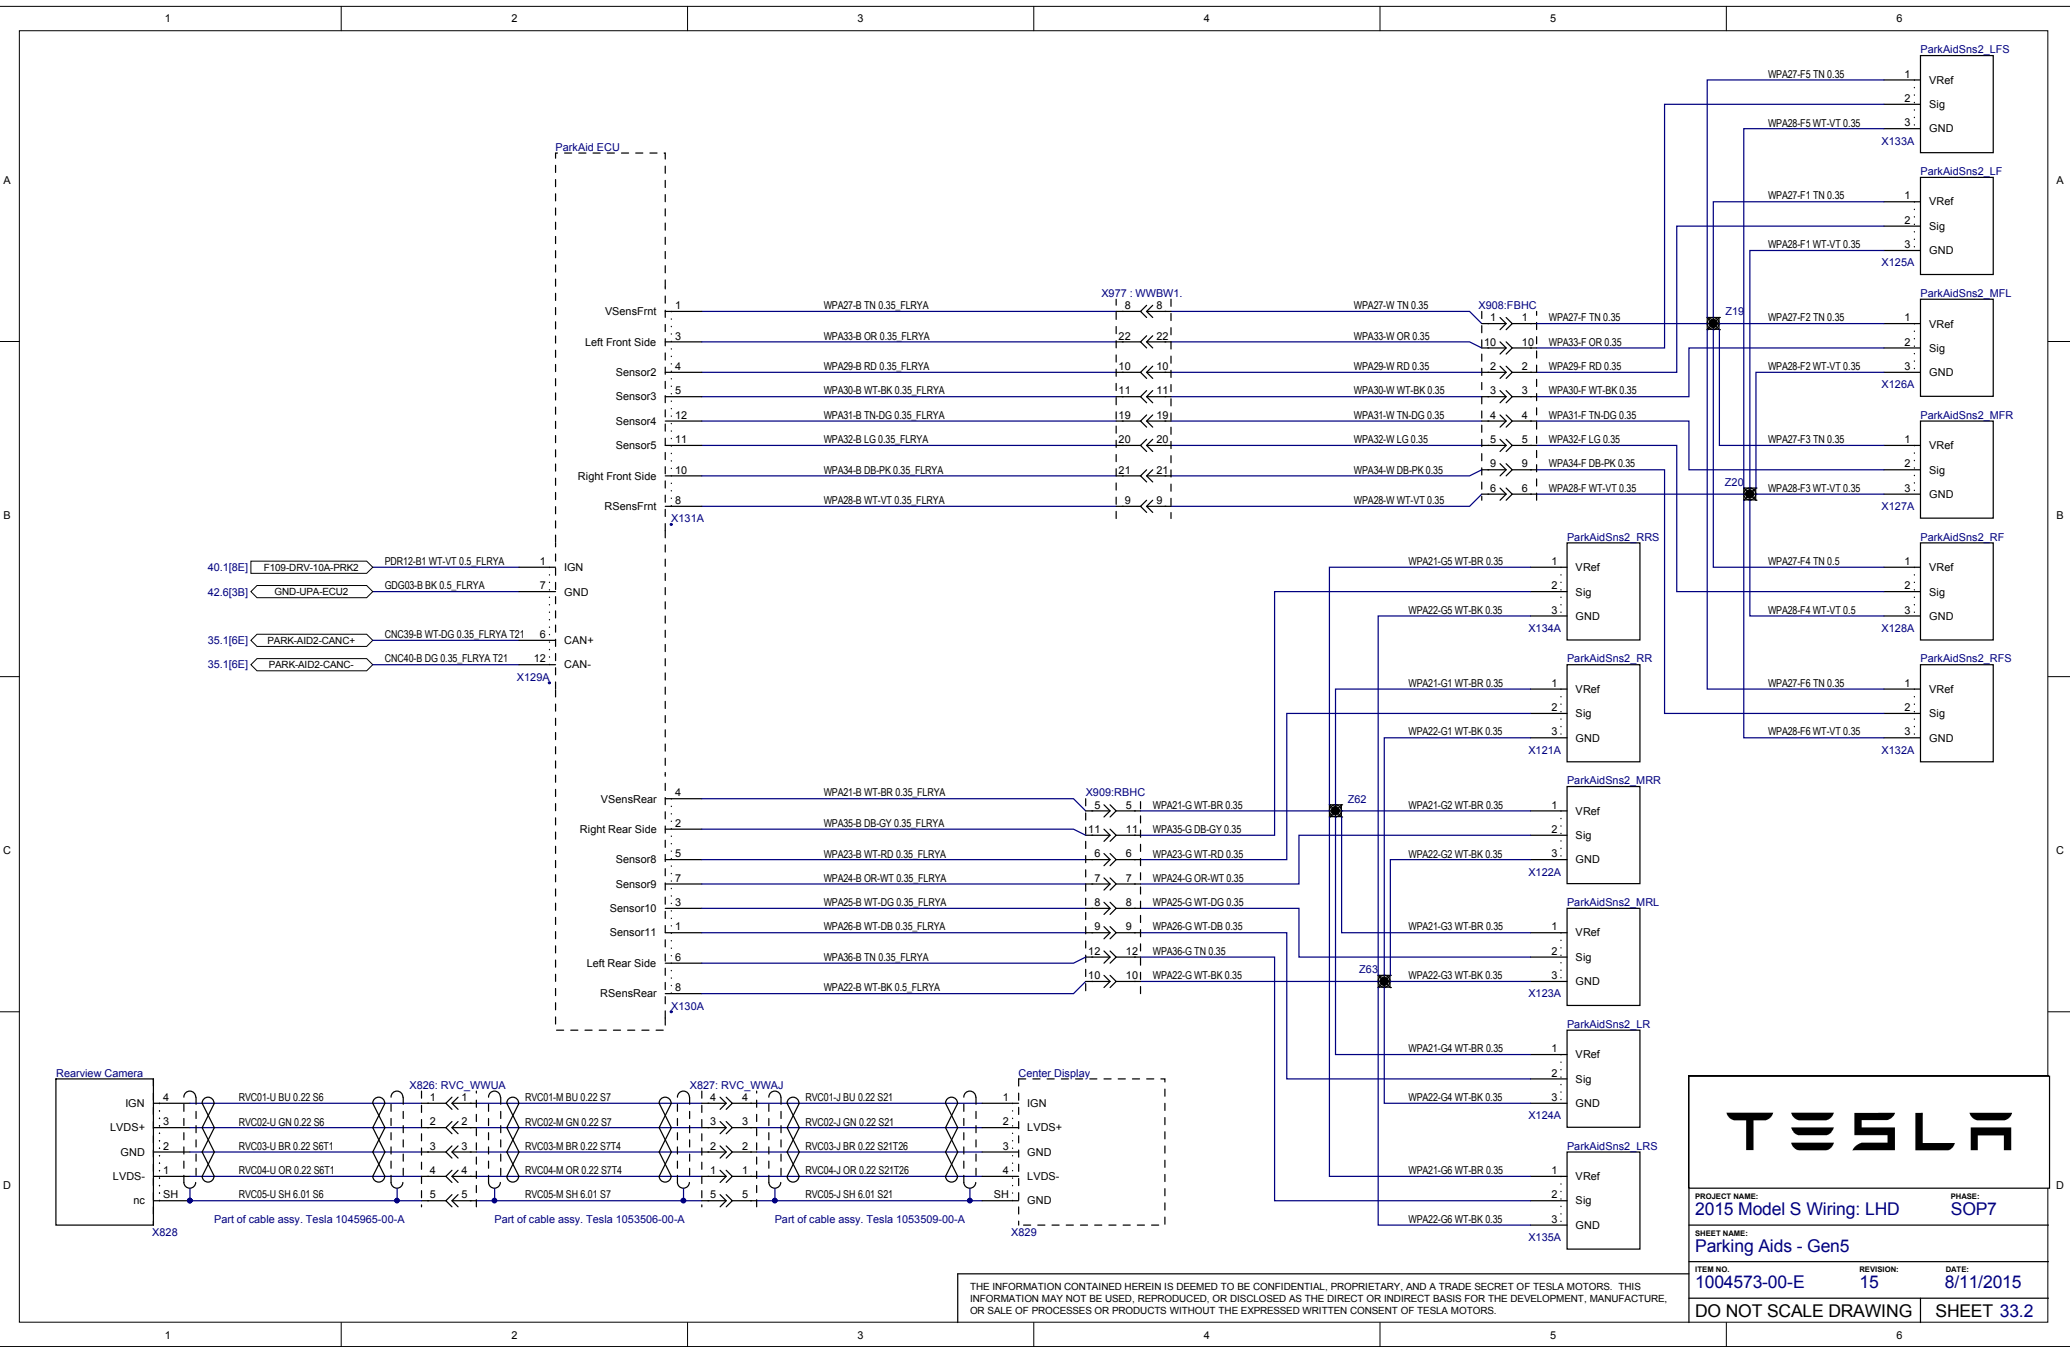 1 2 3 4 5 6
A A
B B
C C
D D
ParkAid ECU
VSensFrnt 1 WPA27-B TN 0.35_FLRYA
Left Front Side 3 WPA33-B OR 0.35_FLRYA
Sensor2 4 WPA29-B RD 0.35_FLRYA
Sensor3 5 WPA30-B WT-BK 0.35_FLRYA
Sensor4 12 WPA31-B TN-DG 0.35_FLRYA
Sensor5 11 WPA32-B LG 0.35_FLRYA
Right Front Side 10 WPA34-B DB-PK 0.35_FLRYA
RSensFrnt 8 WPA28-B WT-VT 0.35_FLRYA
X131A
X977 : WWBW1.
8 8 WPA27-W TN 0.35
22 22 WPA33-W OR 0.35
10 10 WPA29-W RD 0.35
11 11 WPA30-W WT-BK 0.35
19 19 WPA31-W TN-DG 0.35
20 20 WPA32-W LG 0.35
21 21 WPA34-W DB-PK 0.35
9 9 WPA28-W WT-VT 0.35
X908:FBHC
1 1 WPA27-F TN 0.35
10 10 WPA33-F OR 0.35
2 2 WPA29-F RD 0.35
3 3 WPA30-F WT-BK 0.35
4 4 WPA31-F TN-DG 0.35
5 5 WPA32-F LG 0.35
9 9 WPA34-F DB-PK 0.35
6 6 WPA28-F WT-VT 0.35
Z19
Z20
ParkAidSns2_LFS
WPA27-F5 TN 0.35 1 VRef
2 Sig
WPA28-F5 WT-VT 0.35 3 GND
X133A
ParkAidSns2_LF
WPA27-F1 TN 0.35 1 VRef
2 Sig
WPA28-F1 WT-VT 0.35 3 GND
X125A
ParkAidSns2_MFL
WPA27-F2 TN 0.35 1 VRef
2 Sig
WPA28-F2 WT-VT 0.35 3 GND
X126A
ParkAidSns2_MFR
WPA27-F3 TN 0.35 1 VRef
2 Sig
WPA28-F3 WT-VT 0.35 3 GND
X127A
ParkAidSns2_RF
WPA27-F4 TN 0.5 1 VRef
2 Sig
WPA28-F4 WT-VT 0.5 3 GND
X128A
ParkAidSns2_RFS
WPA27-F6 TN 0.35 1 VRef
2 Sig
WPA28-F6 WT-VT 0.35 3 GND
X132A
40.1[8E] F109-DRV-10A-PRK2 PDR12-B1 WT-VT 0.5_FLRYA 1 IGN
42.6[3B] GND-UPA-ECU2 GDG03-B BK 0.5_FLRYA 7 GND
35.1[6E] PARK-AID2-CANC+ CNC39-B WT-DG 0.35_FLRYA T21 6 CAN+
35.1[6E] PARK-AID2-CANC- CNC40-B DG 0.35_FLRYA T21 12 CAN-
X129A
VSensRear 4 WPA21-B WT-BR 0.35_FLRYA
Right Rear Side 2 WPA35-B DB-GY 0.35_FLRYA
Sensor8 5 WPA23-B WT-RD 0.35_FLRYA
Sensor9 7 WPA24-B OR-WT 0.35_FLRYA
Sensor10 3 WPA25-B WT-DG 0.35_FLRYA
Sensor11 1 WPA26-B WT-DB 0.35_FLRYA
Left Rear Side 6 WPA36-B TN 0.35_FLRYA
RSensRear 8 WPA22-B WT-BK 0.5_FLRYA
X130A
X909:RBHC
5 5 WPA21-G WT-BR 0.35
11 11 WPA35-G DB-GY 0.35
6 6 WPA23-G WT-RD 0.35
7 7 WPA24-G OR-WT 0.35
8 8 WPA25-G WT-DG 0.35
9 9 WPA26-G WT-DB 0.35
12 12 WPA36-G TN 0.35
10 10 WPA22-G WT-BK 0.35
Z62
Z63
ParkAidSns2_RRS
WPA21-G5 WT-BR 0.35 1 VRef
2 Sig
WPA22-G5 WT-BK 0.35 3 GND
X134A
ParkAidSns2_RR
WPA21-G1 WT-BR 0.35 1 VRef
2 Sig
WPA22-G1 WT-BK 0.35 3 GND
X121A
ParkAidSns2_MRR
WPA21-G2 WT-BR 0.35 1 VRef
2 Sig
WPA22-G2 WT-BK 0.35 3 GND
X122A
ParkAidSns2_MRL
WPA21-G3 WT-BR 0.35 1 VRef
2 Sig
WPA22-G3 WT-BK 0.35 3 GND
X123A
ParkAidSns2_LR
WPA21-G4 WT-BR 0.35 1 VRef
2 Sig
WPA22-G4 WT-BK 0.35 3 GND
X124A
ParkAidSns2_LRS
WPA21-G6 WT-BR 0.35 1 VRef
2 Sig
WPA22-G6 WT-BK 0.35 3 GND
X135A
Rearview Camera X826: RVC_WWUA X827: RVC_WWAJ Center Display
IGN 4 RVC01-U BU 0.22 S6 1 1 RVC01-M BU 0.22 S7 4 4 RVC01-J BU 0.22 S21 1 IGN
LVDS+ 3 RVC02-U GN 0.22 S6 2 2 RVC02-M GN 0.22 S7 3 3 RVC02-J GN 0.22 S21 2 LVDS+
GND 2 RVC03-U BR 0.22 S6T1 3 3 RVC03-M BR 0.22 S7T4 2 2 RVC03-J BR 0.22 S21T26 3 GND
LVDS- 1 RVC04-U OR 0.22 S6T1 4 4 RVC04-M OR 0.22 S7T4 1 1 RVC04-J OR 0.22 S21T26 4 LVDS-
nc SH RVC05-U SH 6.01 S6 5 5 RVC05-M SH 6.01 S7 5 5 RVC05-J SH 6.01 S21 SH GND
Part of cable assy. Tesla 1045965-00-A Part of cable assy. Tesla 1053506-00-A Part of cable assy. Tesla 1053509-00-A
X828 X829
TESLA
PROJECT NAME: PHASE:
2015 Model S Wiring: LHD SOP7
SHEET NAME:
Parking Aids - Gen5
ITEM NO. REVISION: DATE:
1004573-00-E 15 8/11/2015
DO NOT SCALE DRAWING SHEET 33.2
THE INFORMATION CONTAINED HEREIN IS DEEMED TO BE CONFIDENTIAL, PROPRIETARY, AND A TRADE SECRET OF TESLA MOTORS. THIS
INFORMATION MAY NOT BE USED, REPRODUCED, OR DISCLOSED AS THE DIRECT OR INDIRECT BASIS FOR THE DEVELOPMENT, MANUFACTURE,
OR SALE OF PROCESSES OR PRODUCTS WITHOUT THE EXPRESSED WRITTEN CONSENT OF TESLA MOTORS.
1 2 3 4 5 6